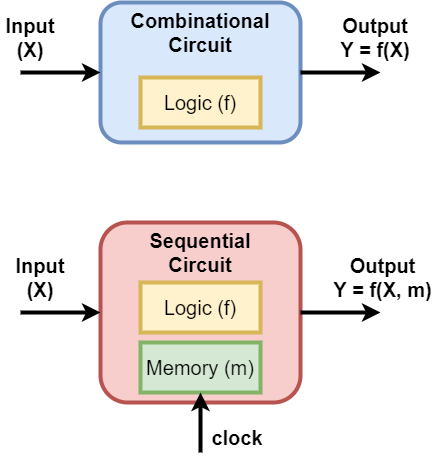 Input
(X)
Combinational
Circuit
Logic (f)
Output
Y = f(X)
Input
(X)
Sequential
Circuit
Logic (f)
Memory (m)
Output
Y = f(X, m)
clock